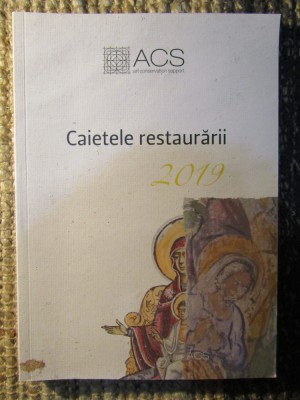 ACS
art conservation support
Caietele restaurării
2019
ACS